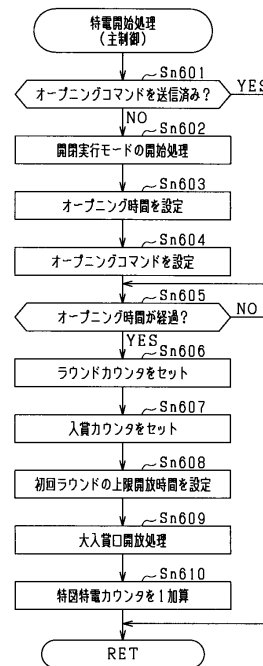 特電開始処理
(主制御)
Sn601
オープニングコマンドを送信済み?
YES
NO
Sn602
開閉実行モードの開始処理
Sn603
オープニング時間を設定
Sn604
オープニングコマンドを設定
Sn605
オープニング時間が経過?
NO
YES
Sn606
ラウンドカウンタをセット
Sn607
入賞カウンタをセット
Sn608
初回ラウンドの上限開放時間を設定
Sn609
大入賞口開放処理
Sn610
特図特電カウンタを1加算
RET